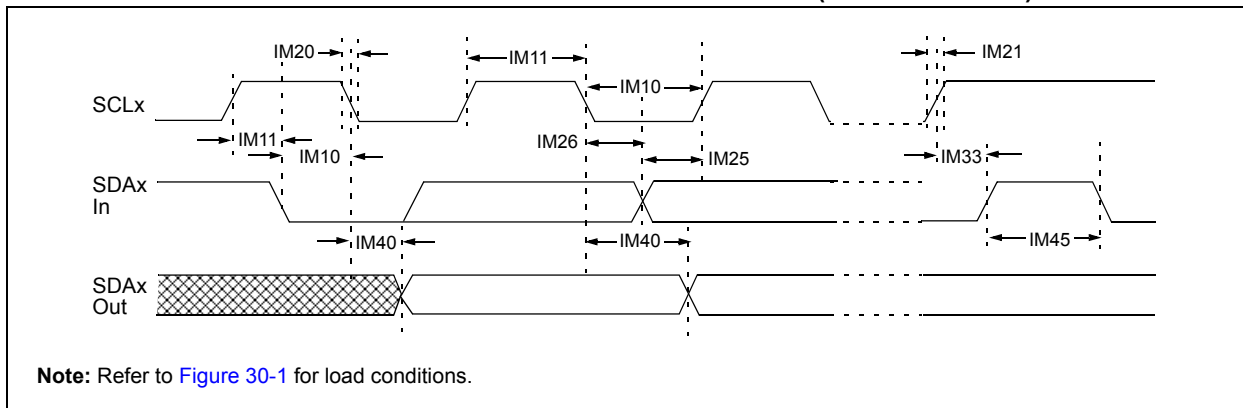 IM20
IM11
IM21
SCLx
IM10
IM11
IM26
IM10
IM25
IM33
SDAx
In
IM40
IM40
IM45
SDAx
Out
Note: Refer to Figure 30-1 for load conditions.